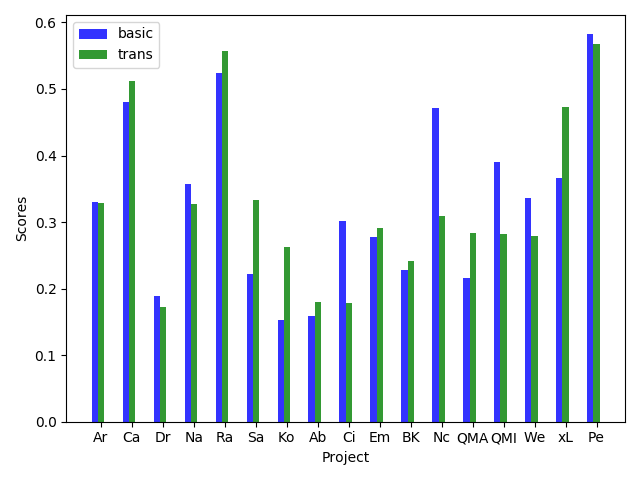 basic
trans
Scores
0.6
0.5
0.4
0.3
0.2
0.1
0.0
Ar Ca Dr Na Ra Sa Ko Ab Ci Em BK Nc QMA QMI We xL Pe
Project